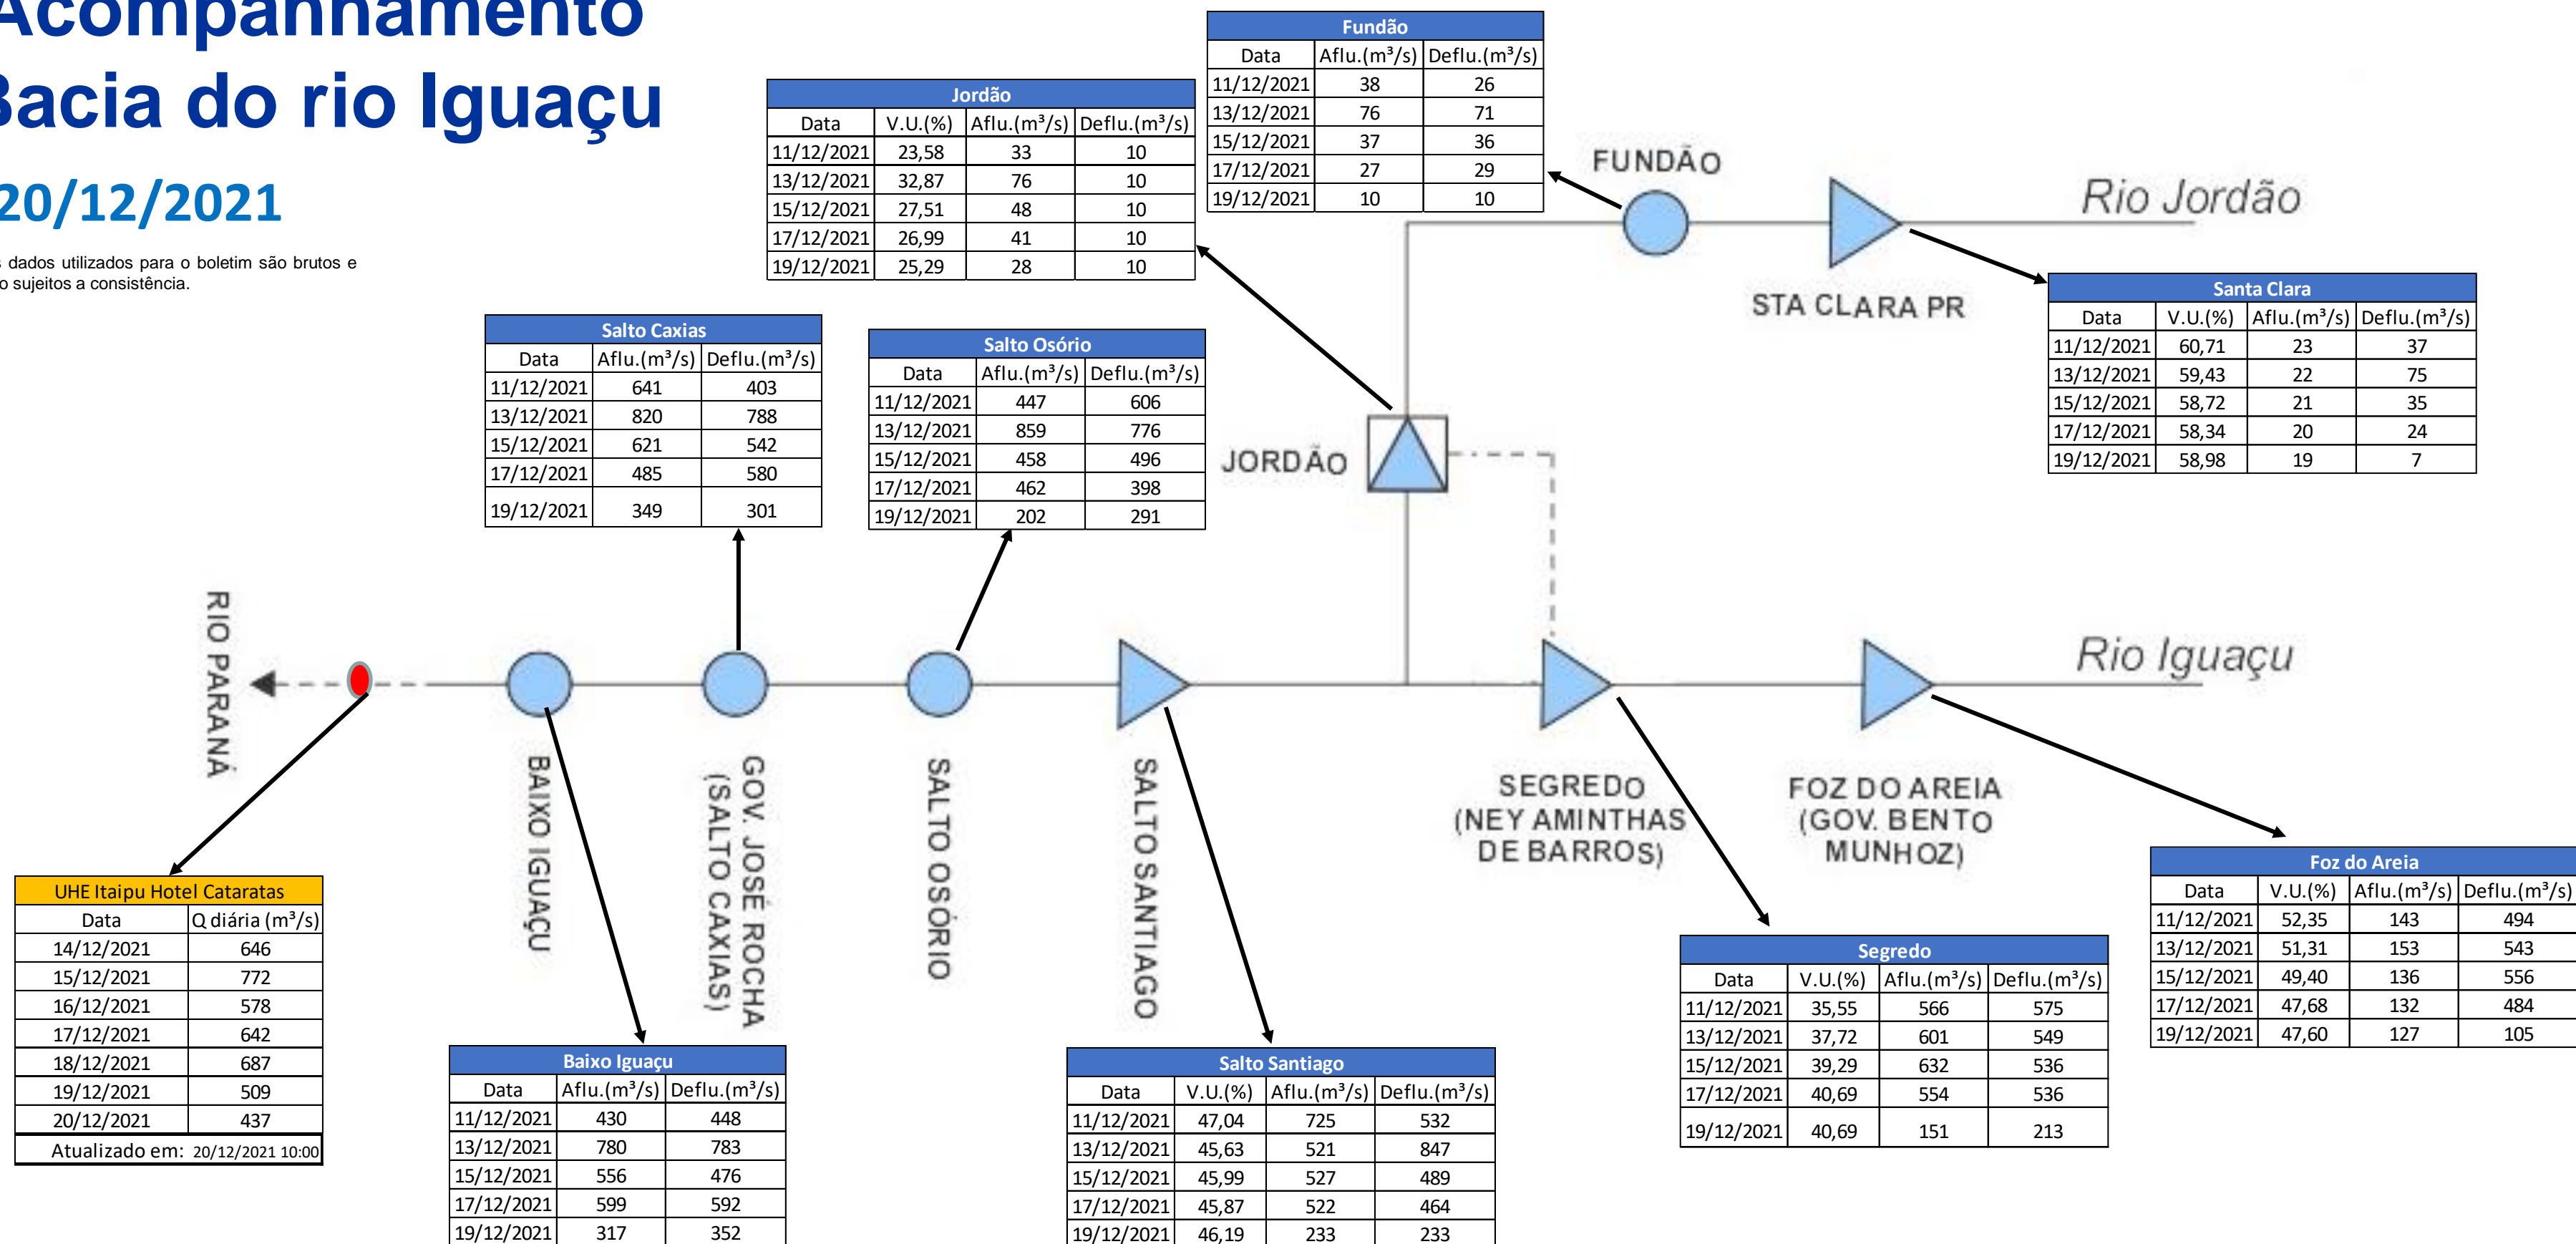 Acompanhamento
Bacia do rio Iguaçu
20/12/2021
s dados utilizados para o boletim são brutos e
o sujeitos a consistência.
Fundão
Data Aflu.(m³/s) Deflu.(m³/s)
11/12/2021 38 26
13/12/2021 76 71
15/12/2021 37 36
17/12/2021 27 29
19/12/2021 10 10
Jordão
Data V.U.(%) Aflu.(m³/s) Deflu.(m³/s)
11/12/2021 23,58 33 10
13/12/2021 32,87 76 10
15/12/2021 27,51 48 10
17/12/2021 26,99 41 10
19/12/2021 25,29 28 10
FUNDÃO
Rio Jordão
STA CLARA PR
Santa Clara
Data V.U.(%) Aflu.(m³/s) Deflu.(m³/s)
11/12/2021 60,71 23 37
13/12/2021 59,43 22 75
15/12/2021 58,72 21 35
17/12/2021 58,34 20 24
19/12/2021 58,98 19 7
Salto Caxias
Data Aflu.(m³/s) Deflu.(m³/s)
11/12/2021 641 403
13/12/2021 820 788
15/12/2021 621 542
17/12/2021 485 580
19/12/2021 349 301
Salto Osório
Data Aflu.(m³/s) Deflu.(m³/s)
11/12/2021 447 606
13/12/2021 859 776
15/12/2021 458 496
17/12/2021 462 398
19/12/2021 202 291
JORDÃO
RIO PARANÁ
Rio Iguaçu
BAIXO IGUAÇU
GOV. JOSÉ ROCHA
(SALTO CAXIAS)
SALTO OSÓRIO
SALTO SANTIAGO
SEGREDO
(NEY AMINTHAS
DE BARROS)
FOZ DO AREIA
(GOV. BENTO
MUNHOZ)
UHE Itaipu Hotel Cataratas
Data Q diária (m³/s)
14/12/2021 646
15/12/2021 772
16/12/2021 578
17/12/2021 642
18/12/2021 687
19/12/2021 509
20/12/2021 437
Atualizado em: 20/12/2021 10:00
Baixo Iguaçu
Data Aflu.(m³/s) Deflu.(m³/s)
11/12/2021 430 448
13/12/2021 780 783
15/12/2021 556 476
17/12/2021 599 592
19/12/2021 317 352
Salto Santiago
Data V.U.(%) Aflu.(m³/s) Deflu.(m³/s)
11/12/2021 47,04 725 532
13/12/2021 45,63 521 847
15/12/2021 45,99 527 489
17/12/2021 45,87 522 464
19/12/2021 46,19 233 233
Segredo
Data V.U.(%) Aflu.(m³/s) Deflu.(m³/s)
11/12/2021 35,55 566 575
13/12/2021 37,72 601 549
15/12/2021 39,29 632 536
17/12/2021 40,69 554 536
19/12/2021 40,69 151 213
Foz do Areia
Data V.U.(%) Aflu.(m³/s) Deflu.(m³/s)
11/12/2021 52,35 143 494
13/12/2021 51,31 153 543
15/12/2021 49,40 136 556
17/12/2021 47,68 132 484
19/12/2021 47,60 127 105